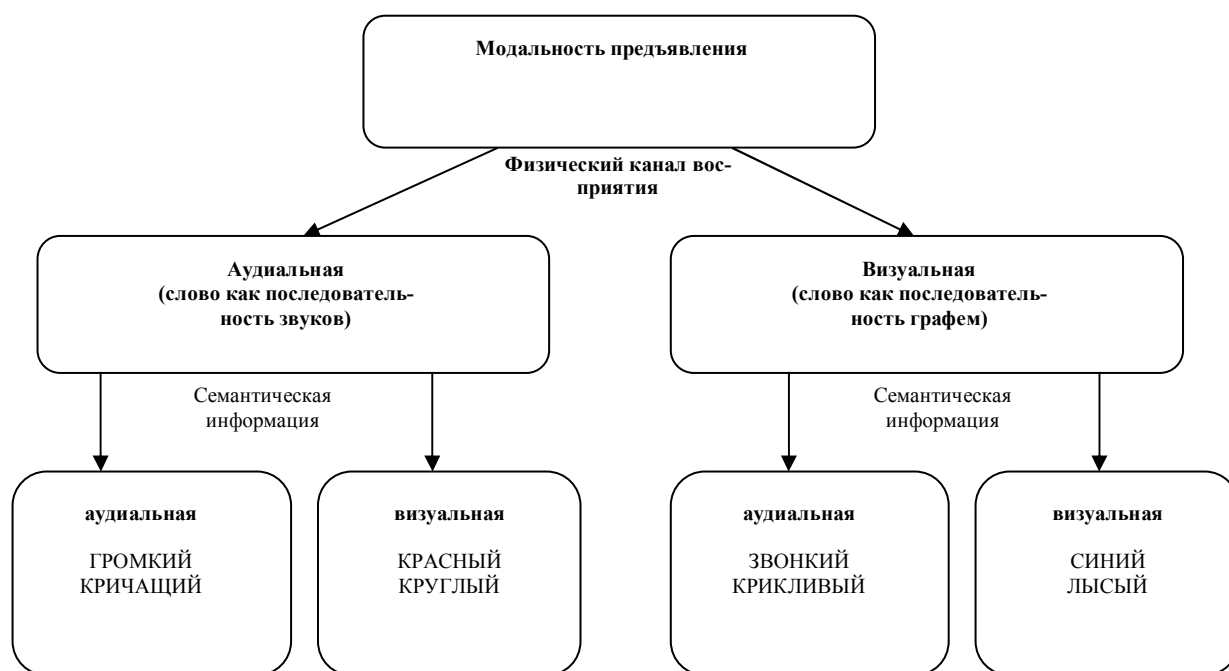 Модальность предъявления
Физический канал вос-
приятия
Аудиальная
(слово как последователь-
ность звуков)
Визуальная
(слово как последователь-
ность графем)
Семантическая
информация
Семантическая
информация
аудиальная
ГРОМКИЙ
КРИЧАЩИЙ
визуальная
КРАСНЫЙ
КРУГЛЫЙ
аудиальная
ЗВОНКИЙ
КРИКЛИВЫЙ
визуальная
СИНИЙ
ЛЫСЫЙ